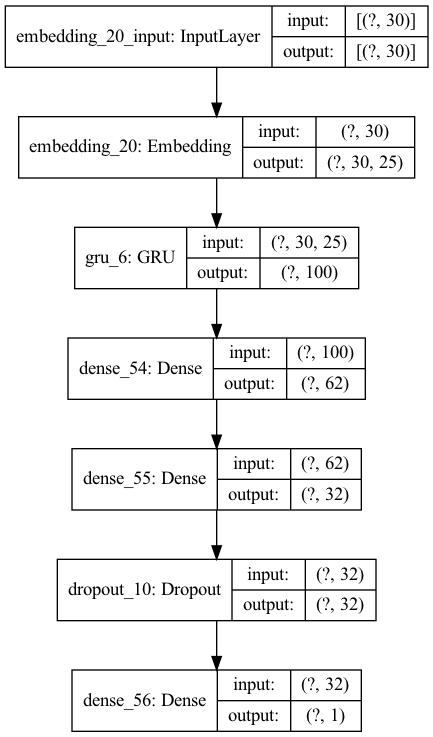 embedding_20_input: InputLayer
input: [(?, 30)]
output: [(?, 30)]
embedding_20: Embedding
input: (?, 30)
output: (?, 30, 25)
gru_6: GRU
input: (?, 30, 25)
output: (?, 100)
dense_54: Dense
input: (?, 100)
output: (?, 62)
dense_55: Dense
input: (?, 62)
output: (?, 32)
dropout_10: Dropout
input: (?, 32)
output: (?, 32)
dense_56: Dense
input: (?, 32)
output: (?, 1)